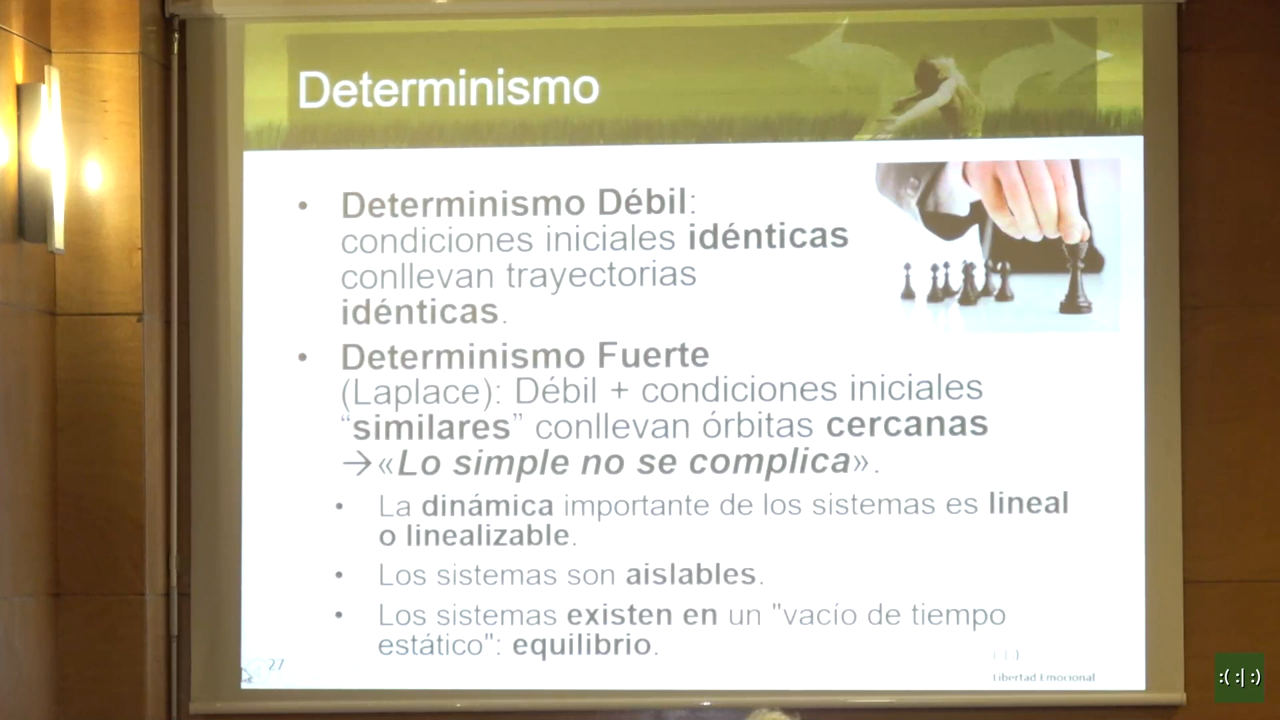 Determinismo
• Determinismo Débil:
condiciones iniciales idénticas
conllevan trayectorias
idénticas.
• Determinismo Fuerte
(Laplace): Débil + condiciones iniciales
“similares” conllevan órbitas cercanas
→«Lo simple no se complica».
• La dinámica importante de los sistemas es lineal
o linealizable.
• Los sistemas son aislables.
• Los sistemas existen en un "vacío de tiempo
estático": equilibrio.
27
Libertad Emocional
:( :| :)